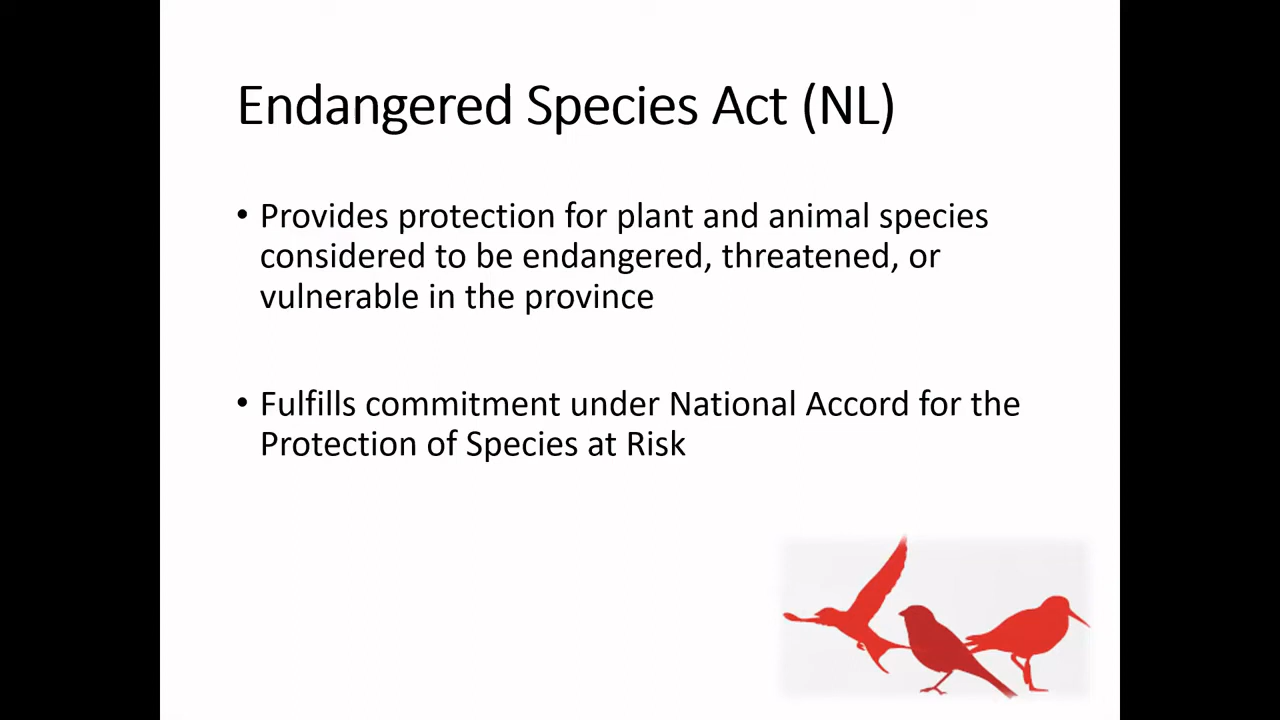 Endangered Species Act (NL)
• Provides protection for plant and animal species
considered to be endangered, threatened, or
vulnerable in the province
• Fulfills commitment under National Accord for the
Protection of Species at Risk